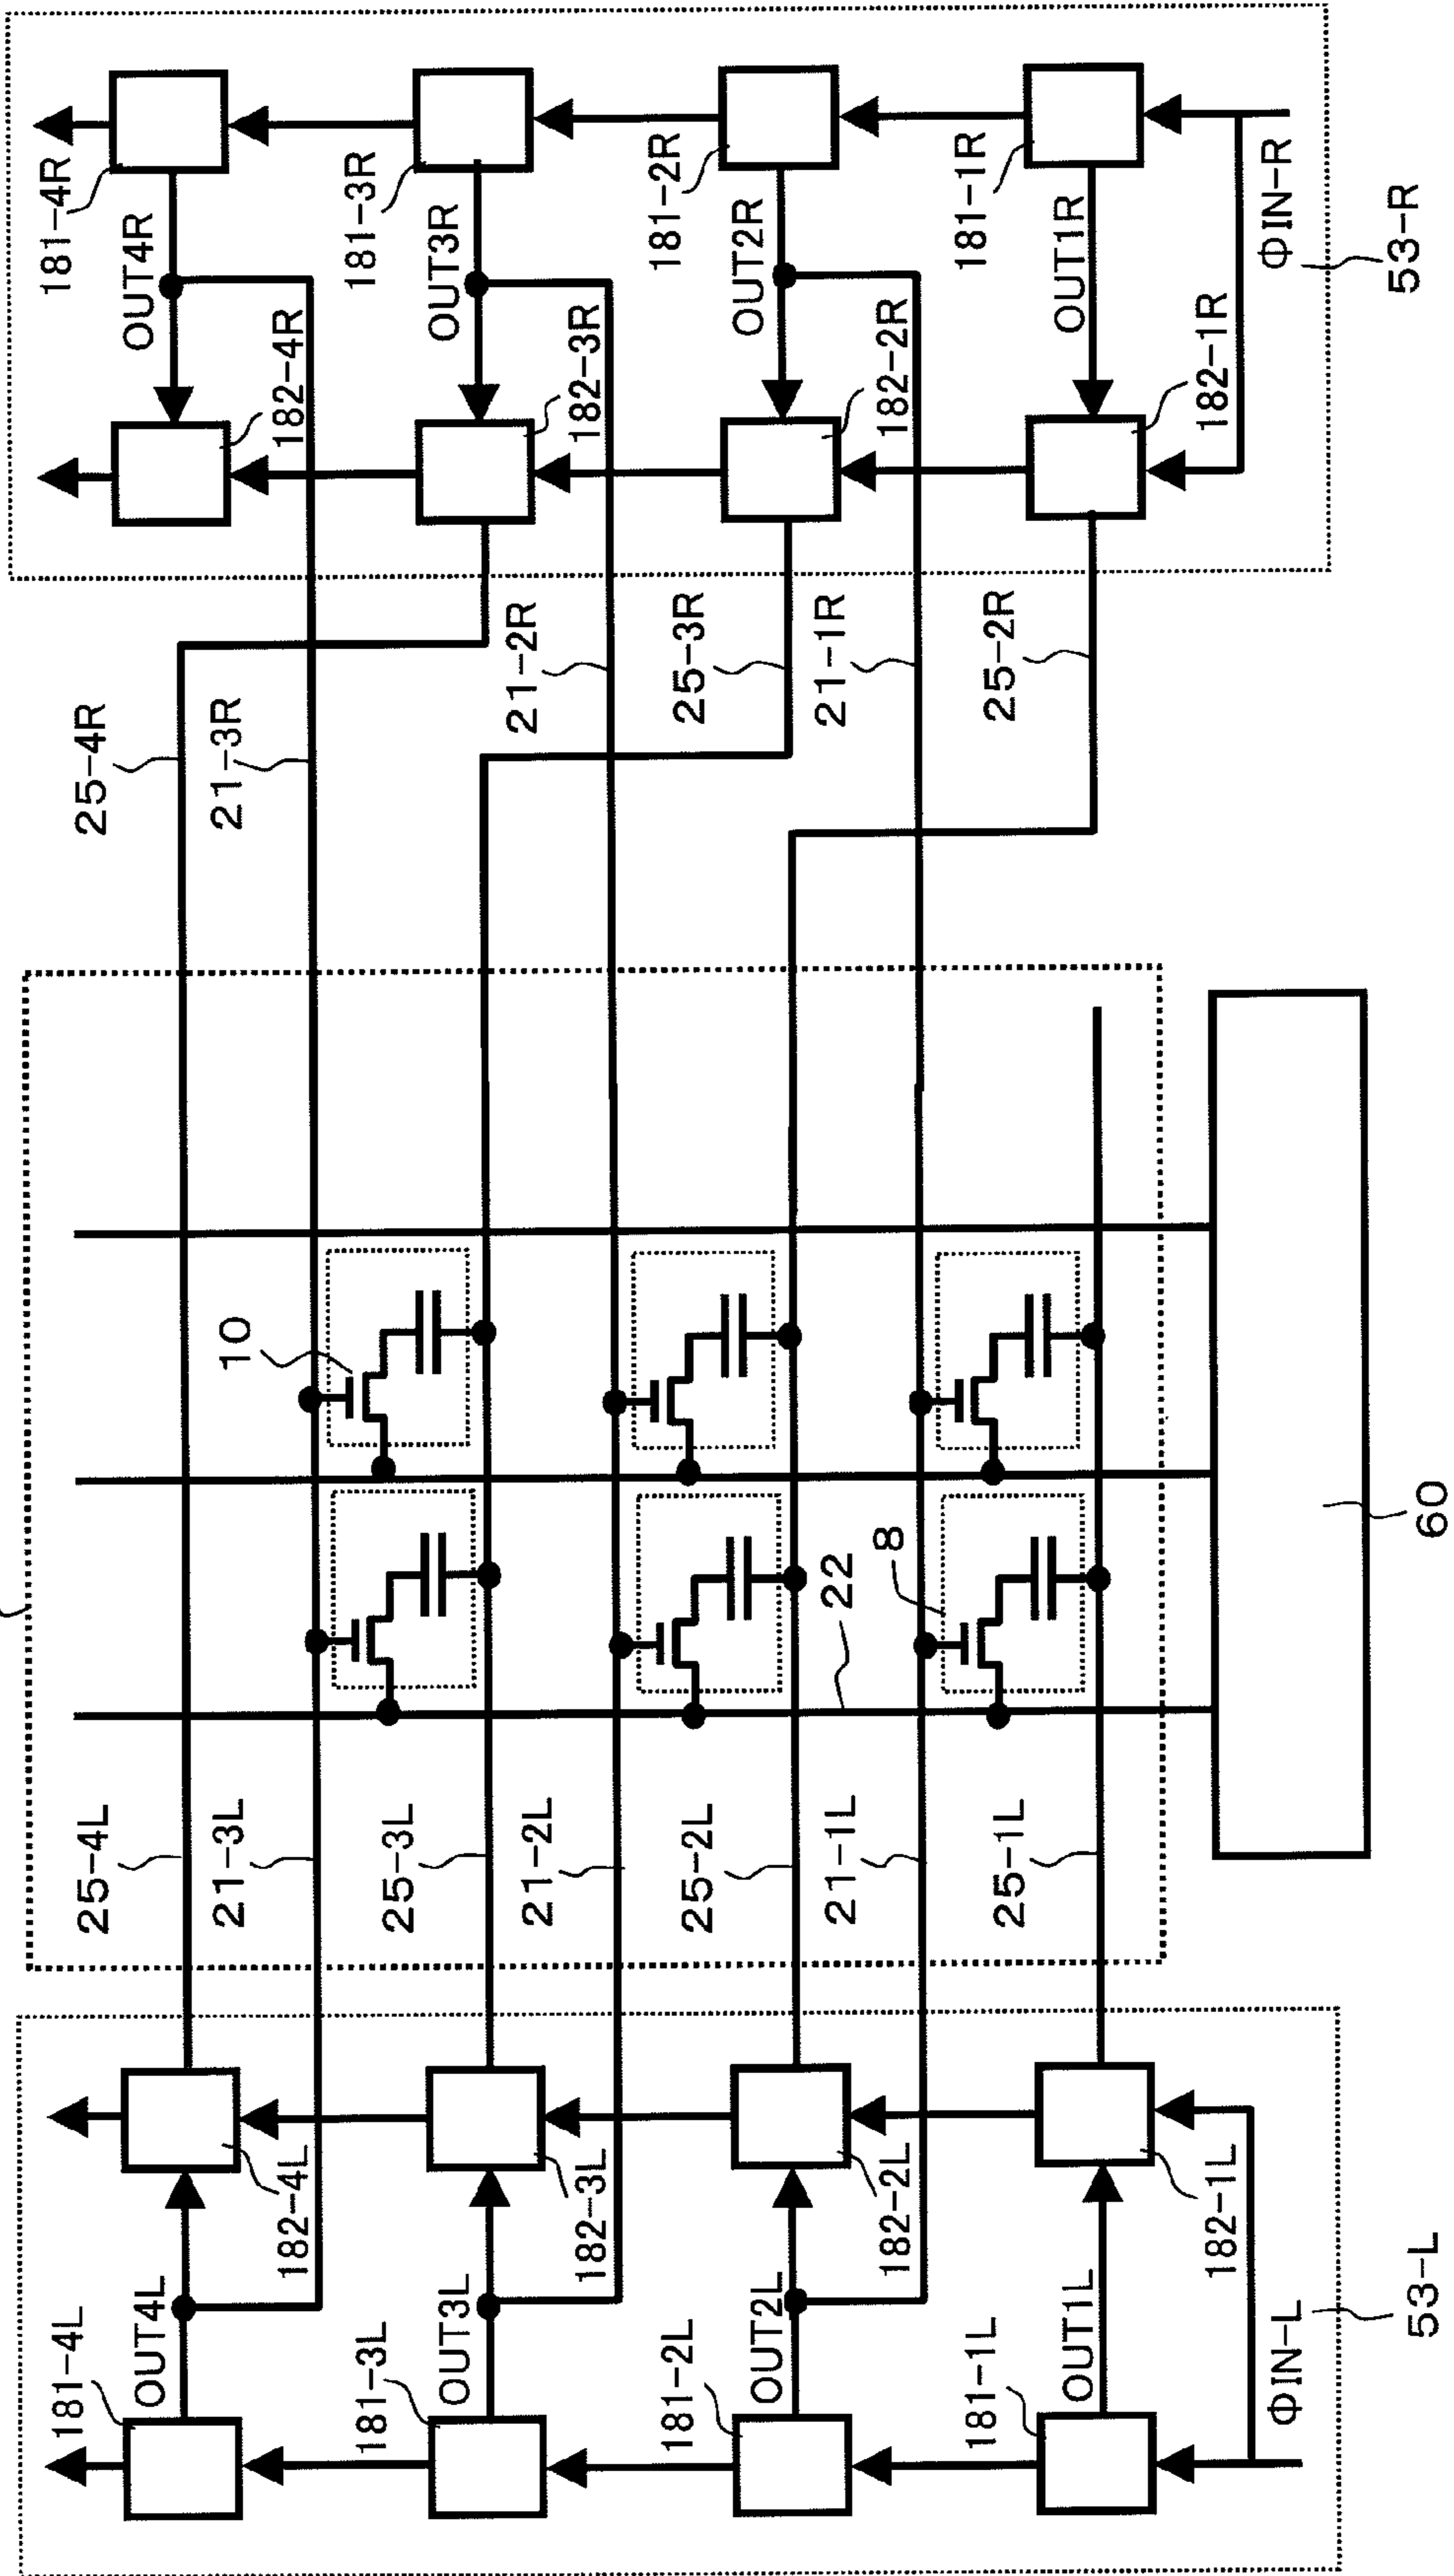 181-4L
OUT4L
182-4L
181-3L
OUT3L
182-3L
181-2L
OUT2L
182-2L
181-1L
OUT1L
182-1L
ΦIN-L
53-L
25-4L
21-3L
25-3L
21-2L
25-2L
21-1L
25-1L
10
22
8
60
25-4R
21-3R
21-2R
25-3R
21-1R
25-2R
181-4R
OUT4R
182-4R
181-3R
OUT3R
182-3R
181-2R
OUT2R
182-2R
181-1R
OUT1R
182-1R
ΦIN-R
53-R